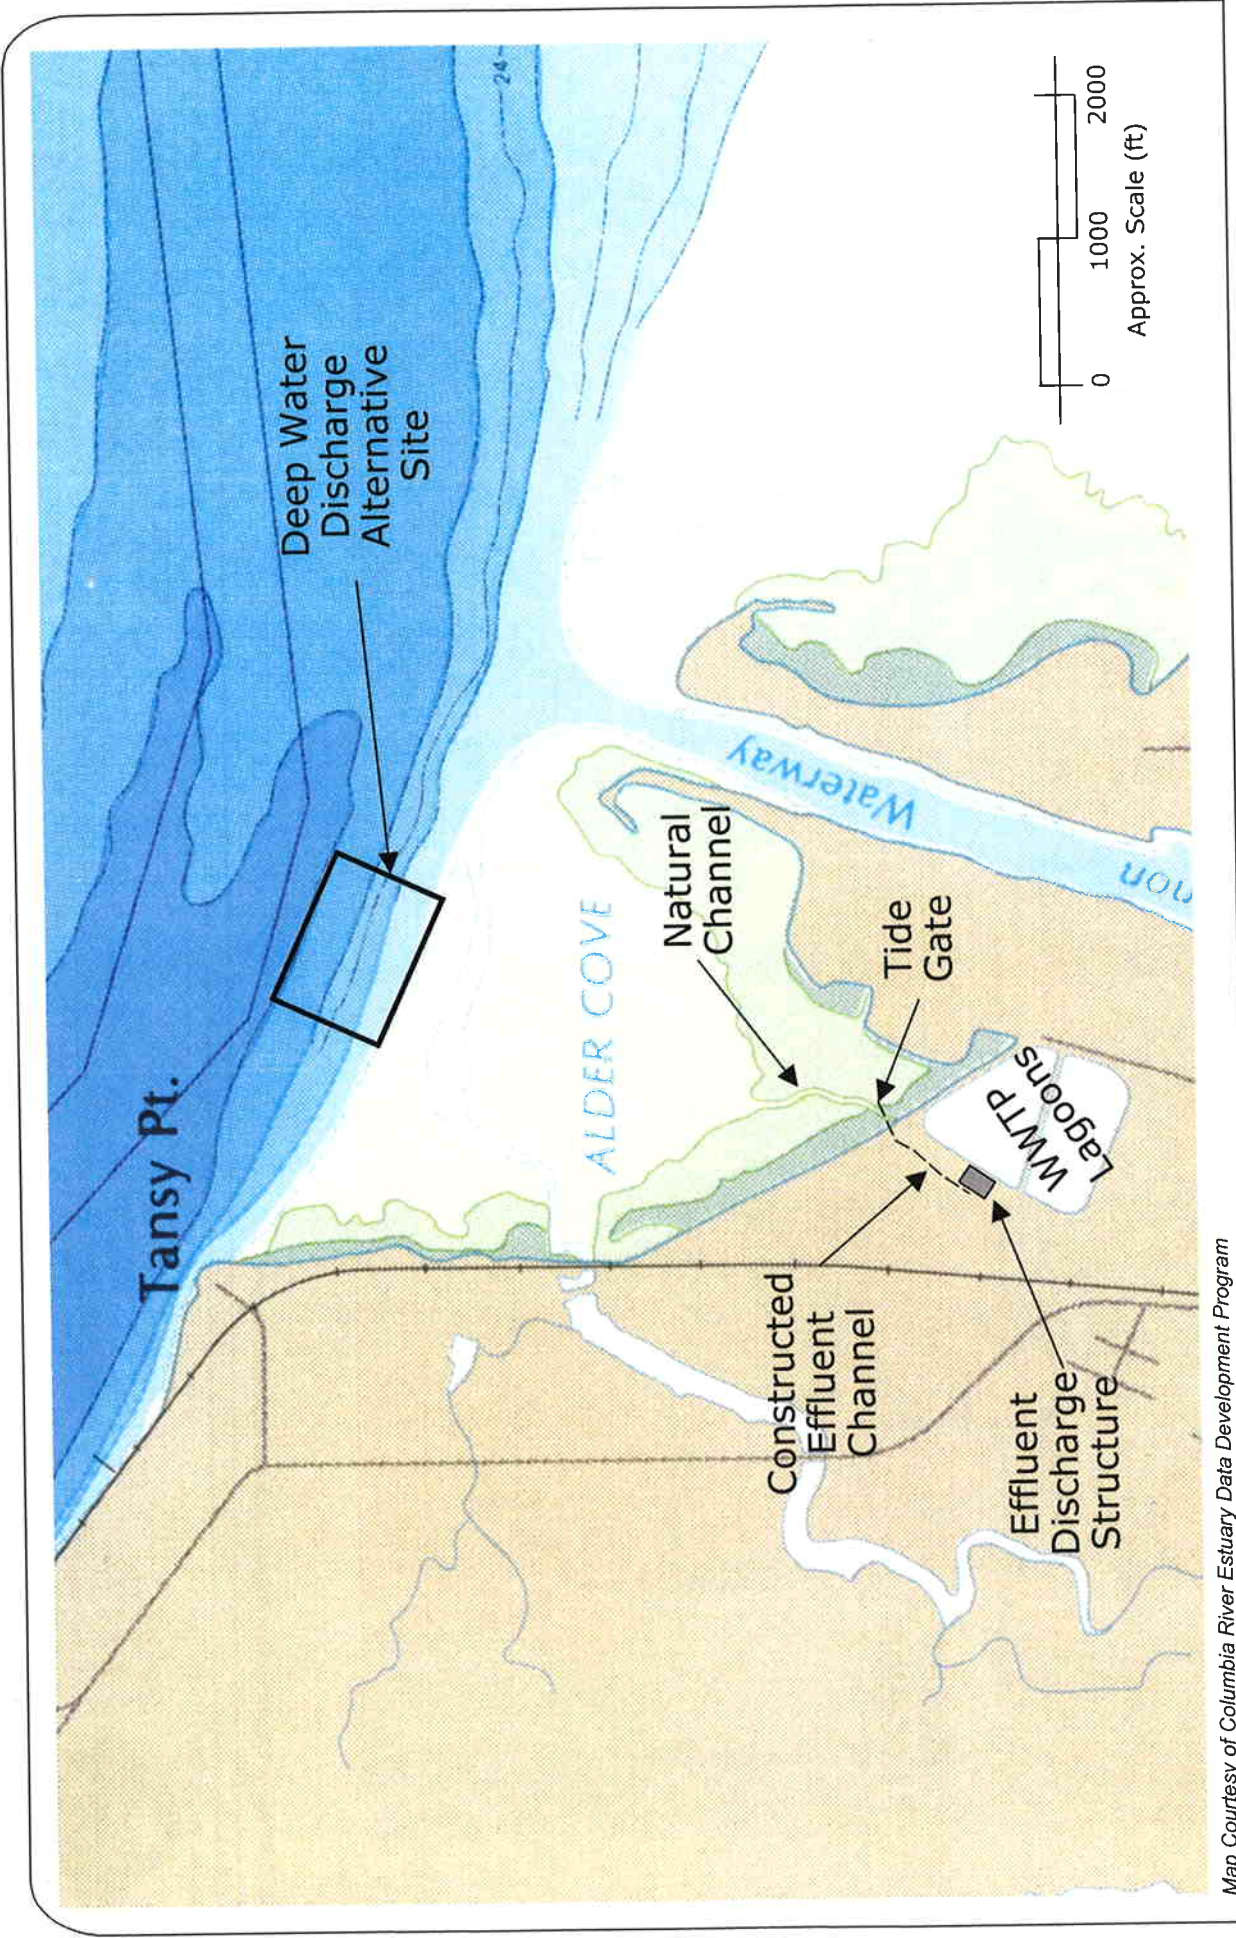 Tansy Pt.
Deep Water
Discharge
Alternative
Site
24
ALDER COVE
Natural
Channel
Waterway
non
Tide
Gate
WWTP
Lagoons
Constructed
Effluent
Channel
Effluent
Discharge
Structure
0 1000 2000
Approx. Scale (ft)
Map Courtesy of Columbia River Estuary Data Development Program